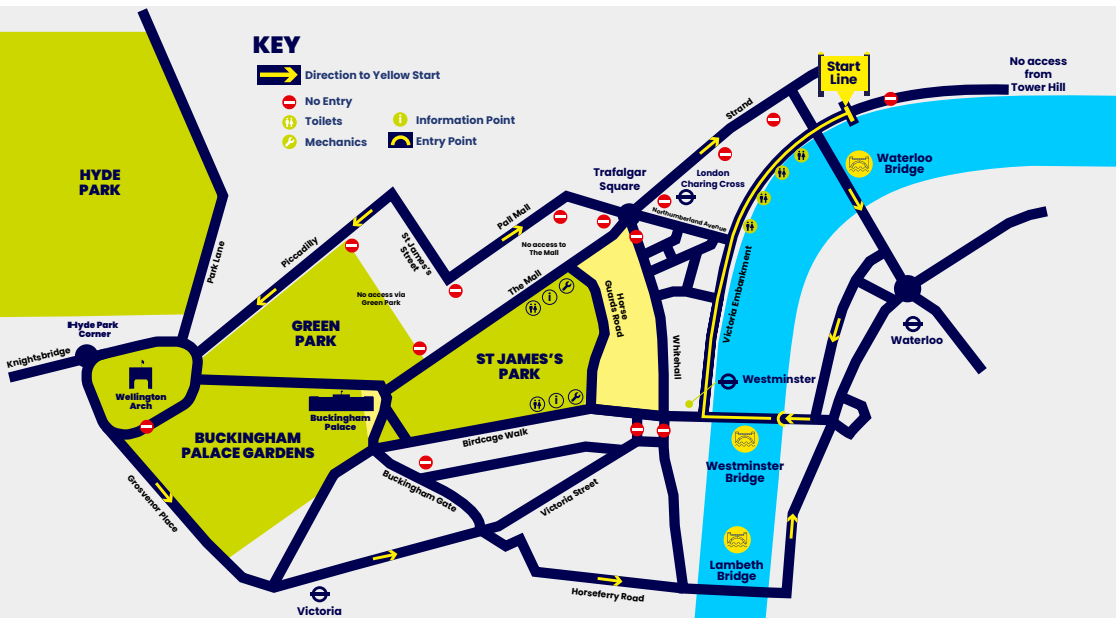 KEY
Direction to Yellow Start
No Entry
Toilets
Information Point
Mechanics
Entry Point
Start
Line
No access
from
Tower Hill
HYDE
PARK
Strand
Waterloo
Bridge
Trafalgar
Square
London
Charing Cross
Northumberland Avenue
Pall Mall
Park Lane
Piccadilly
St James's
Street
No access to
The Mall
The Mall
No access via
Green Park
Horse
Guards Road
Victoria Embankment
Whitehall
Hyde Park
Corner
Knightsbridge
GREEN
PARK
ST JAMES'S
PARK
Waterloo
Westminster
Wellington
Arch
Buckingham
Palace
BUCKINGHAM
PALACE GARDENS
Birdcage Walk
Westminster
Bridge
Buckingham Gate
Victoria Street
Grosvenor Place
Lambeth
Bridge
Horseferry Road
Victoria